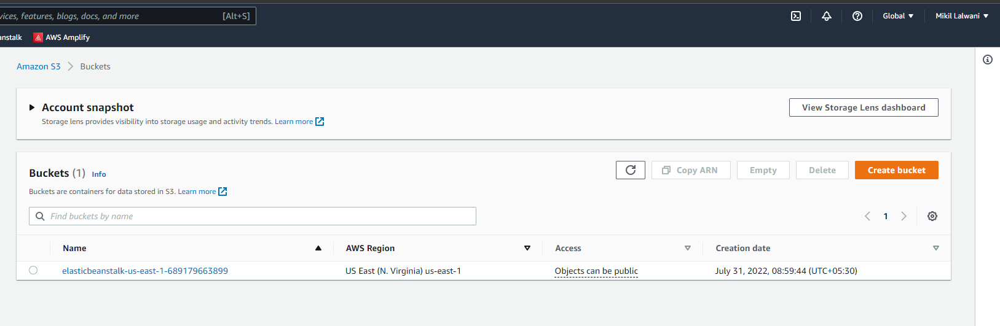 vices, features, blogs, docs, and more [Alt+S] Global Mikil Lalwani
anstalk AWS Amplify
Amazon S3 Buckets
Account snapshot View Storage Lens dashboard
Storage lens provides visibility into storage usage and activity trends. Learn more
Buckets (1) Info Copy ARN Empty Delete Create bucket
Buckets are containers for data stored in S3. Learn more
Find buckets by name 1
Name AWS Region Access Creation date
elasticbeanstalk-us-east-1-689179663899 US East (N. Virginia) us-east-1 Objects can be public July 31, 2022, 08:59:44 (UTC+05:30)